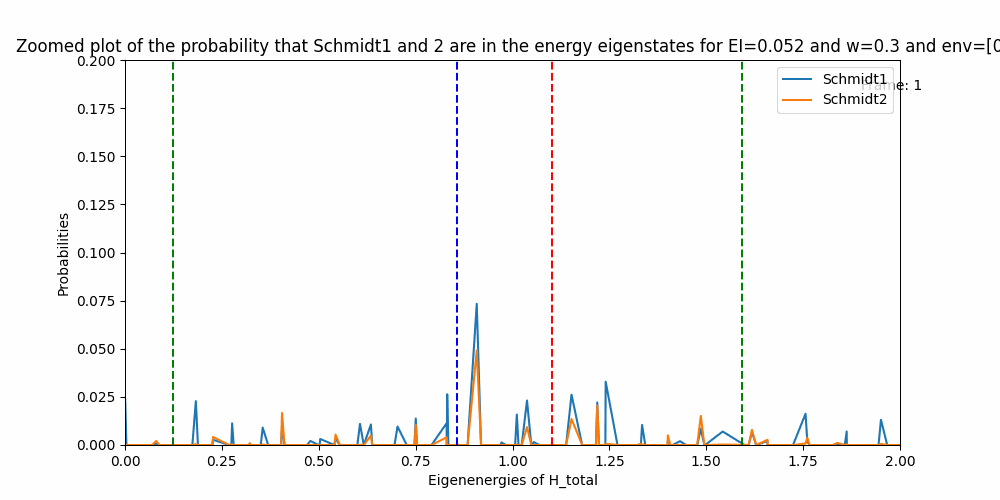 Zoomed plot of the probability that Schmidt1 and 2 are in the energy eigenstates for EI=0.052 and w=0.3 and env=[0
0.200
0.175
0.150
0.125
0.100
0.075
0.050
0.025
0.000
Probabilities
Schmidt1
Schmidt2
Frame: 1
0.00 0.25 0.50 0.75 1.00 1.25 1.50 1.75 2.00
Eigenenergies of H_total